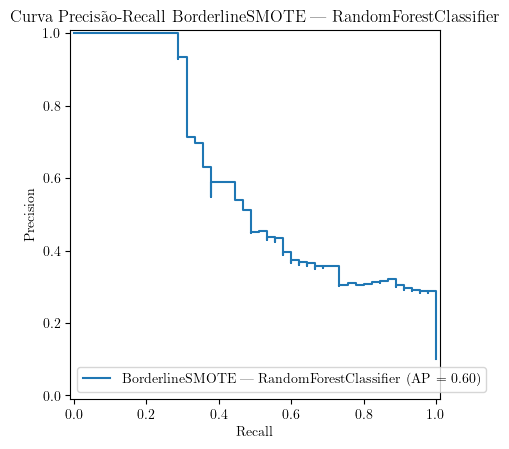 Curva Precisão-Recall BorderlineSMOTE — RandomForestClassifier
1.0
0.8
0.6
0.4
0.2
0.0
Precision
BorderlineSMOTE — RandomForestClassifier (AP = 0.60)
0.0 0.2 0.4 0.6 0.8 1.0
Recall